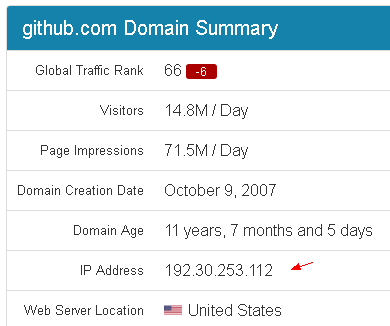 github.com Domain Summary
Global Traffic Rank 66 -6
Visitors 14.8M / Day
Page Impressions 71.5M / Day
Domain Creation Date October 9, 2007
Domain Age 11 years, 7 months and 5 days
IP Address 192.30.253.112
Web Server Location United States